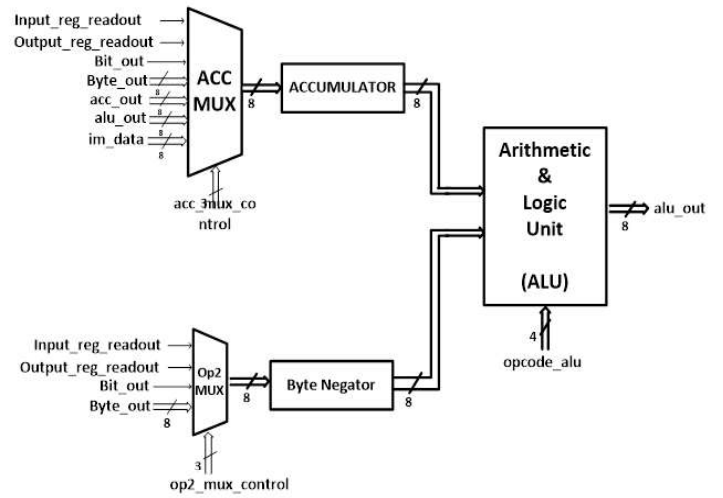 Input_reg_readout
Output_reg_readout
Bit_out
Byte_out
8
acc_out
8
alu_out
8
im_data
8
ACC
MUX
8
ACCUMULATOR
8
3
acc_mux_co
ntrol
Arithmetic
&
Logic
Unit
(ALU)
8
alu_out
4
opcode_alu
Input_reg_readout
Output_reg_readout
Bit_out
Byte_out
8
Op2
MUX
8
Byte Negator
8
3
op2_mux_control